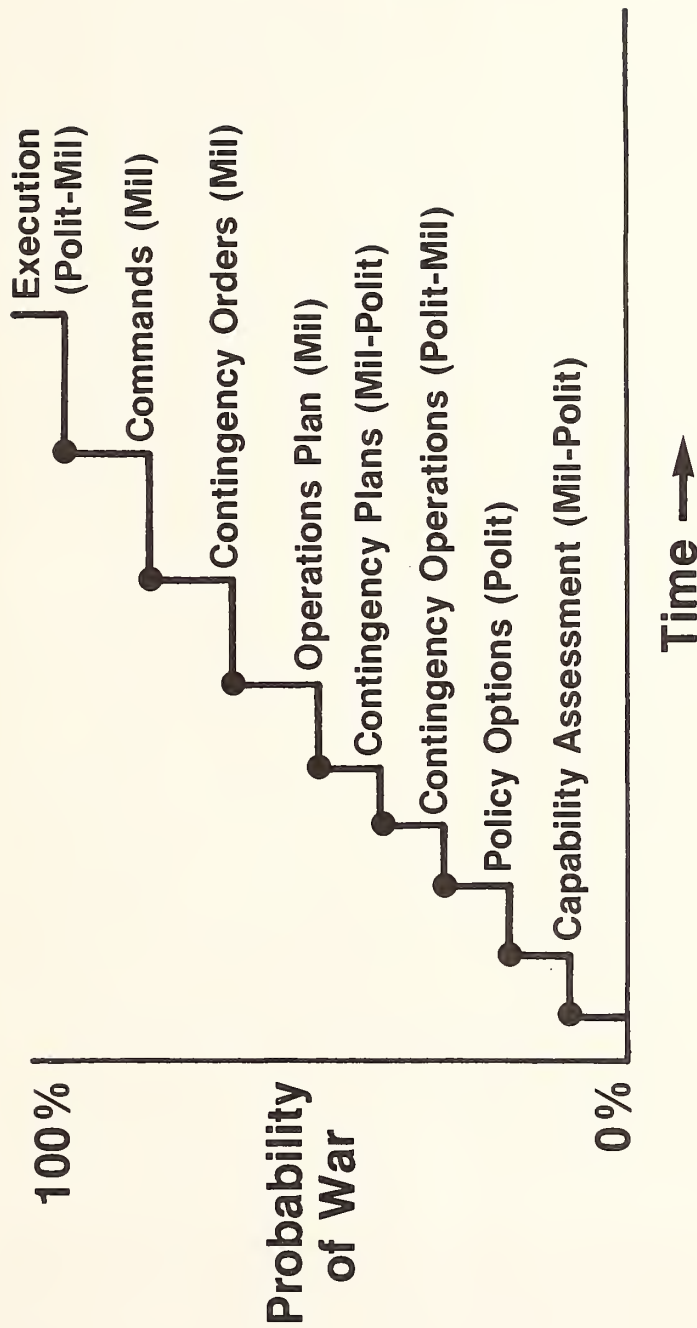 100%
Probability
of War
0%
Execution
(Polit-Mil)
Commands (Mil)
Contingency Orders (Mil)
Operations Plan (Mil)
Contingency Plans (Mil-Polit)
Contingency Operations (Polit-Mil)
Policy Options (Polit)
Capability Assessment (Mil-Polit)
Time